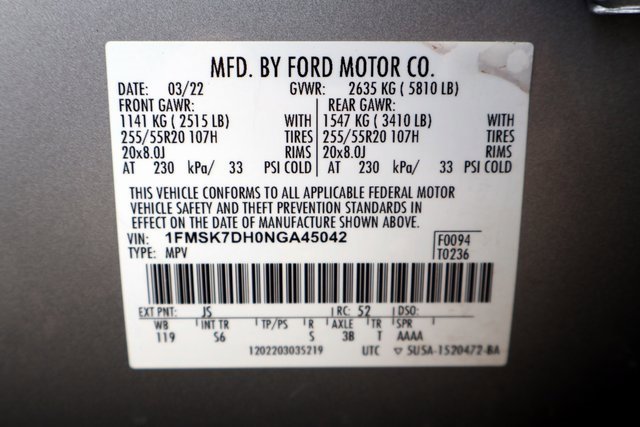 MFD. BY FORD MOTOR CO.
DATE: 03/22 GVWR: 2635 KG ( 5810 LB)
FRONT GAWR: REAR GAWR:
1141 KG ( 2515 LB) WITH 1547 KG ( 3410 LB) WITH
255/55R20 107H TIRES 255/55R20 107H TIRES
20x8.0J RIMS 20x8.0J RIMS
AT 230 kPa/ 33 PSI COLD AT 230 kPa/ 33 PSI COLD
THIS VEHICLE CONFORMS TO ALL APPLICABLE FEDERAL MOTOR
VEHICLE SAFETY AND THEFT PREVENTION STANDARDS IN
EFFECT ON THE DATE OF MANUFACTURE SHOWN ABOVE.
VIN: 1FMSK7DH0NGA45042 F0094
TYPE: MPV T0236
EXT PNT: JS RC: 52 DSO:
WB INT TR TP/PS R AXLE TR SPR
119 S6 S 3B T AAAA
1202203035219 UTC ▽ 5USA-1520472-BA